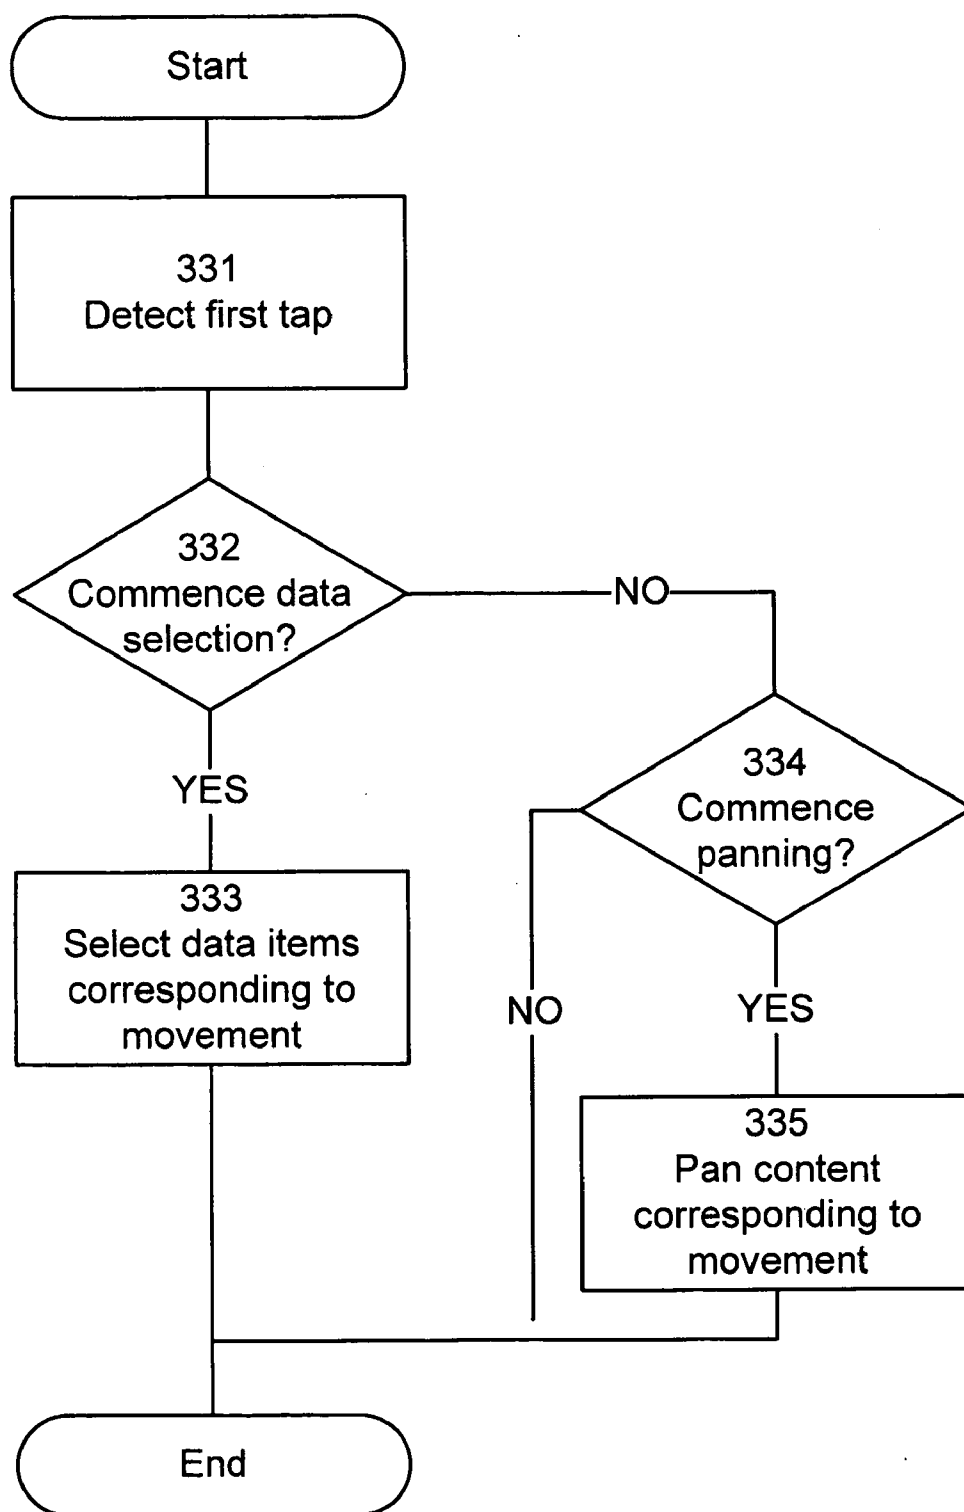 Start
331
Detect first tap
332
Commence data
selection?
NO
YES
334
Commence
panning?
333
Select data items
corresponding to
movement
NO
YES
335
Pan content
corresponding to
movement
End